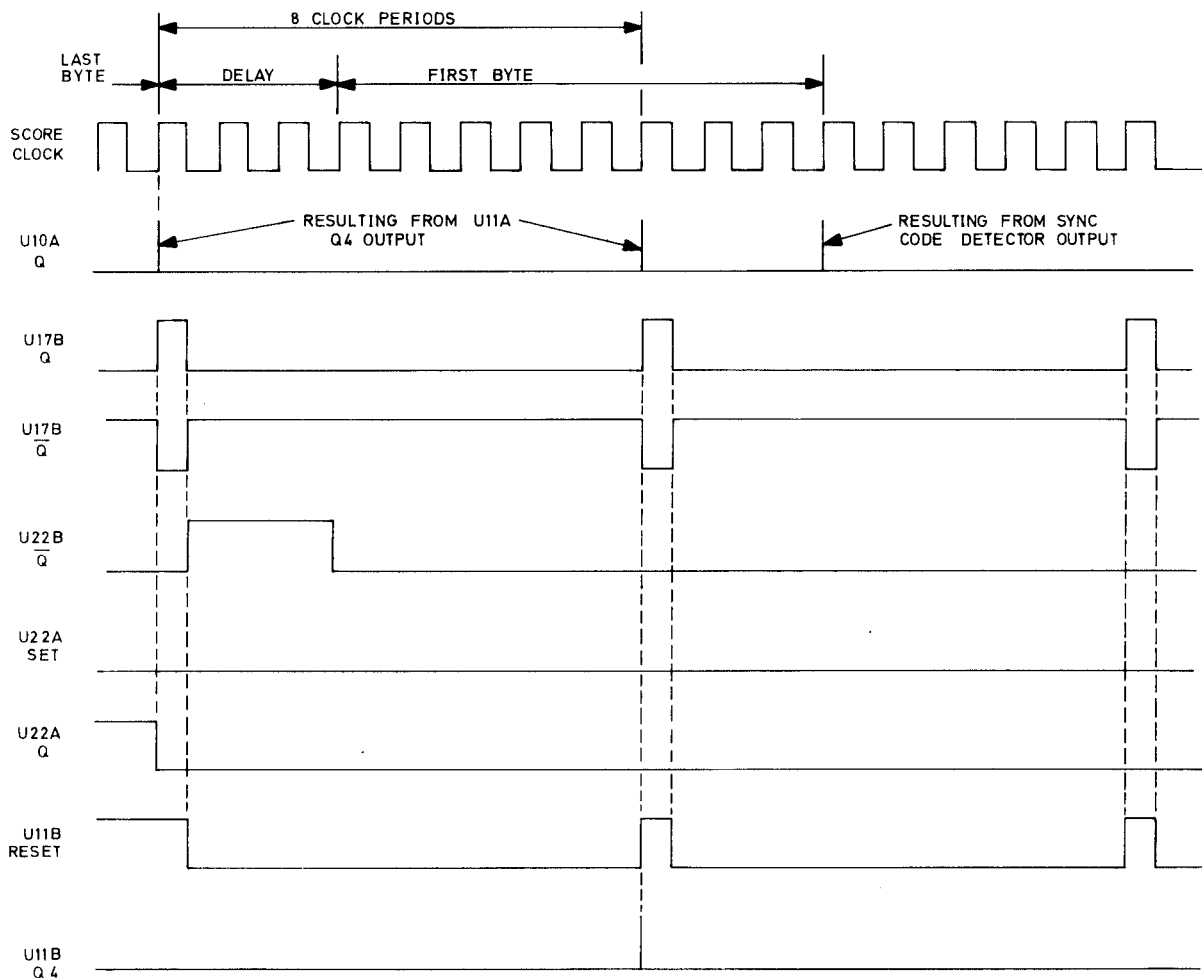 8 CLOCK PERIODS
LAST
BYTE
DELAY
FIRST BYTE
SCORE
CLOCK
RESULTING FROM U11A
Q4 OUTPUT
RESULTING FROM SYNC
CODE DETECTOR OUTPUT
U10A
Q
U17B
Q
U17B
Q̅
U22B
Q̅
U22A
SET
U22A
Q
U11B
RESET
U11B
Q4